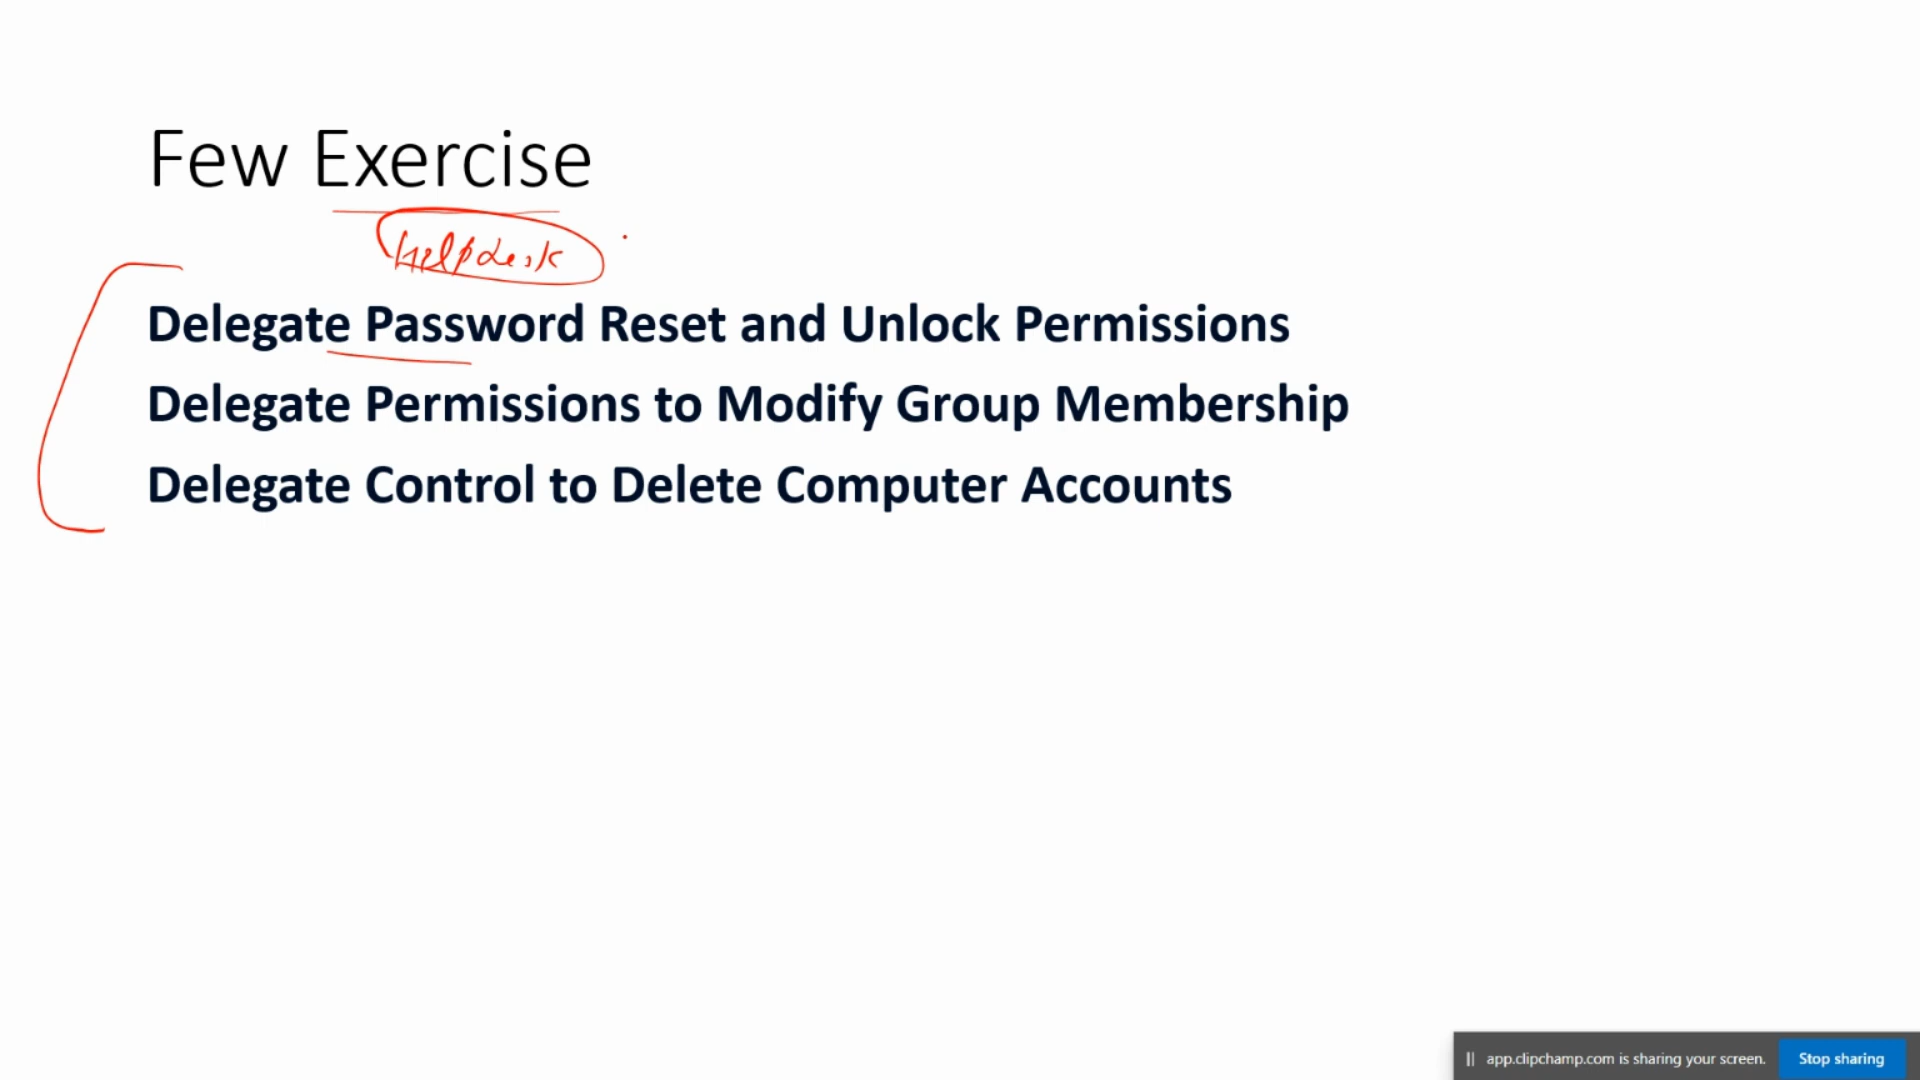 Few Exercise
Helpdesk
Delegate Password Reset and Unlock Permissions
Delegate Permissions to Modify Group Membership
Delegate Control to Delete Computer Accounts
app.clipchamp.com is sharing your screen. Stop sharing